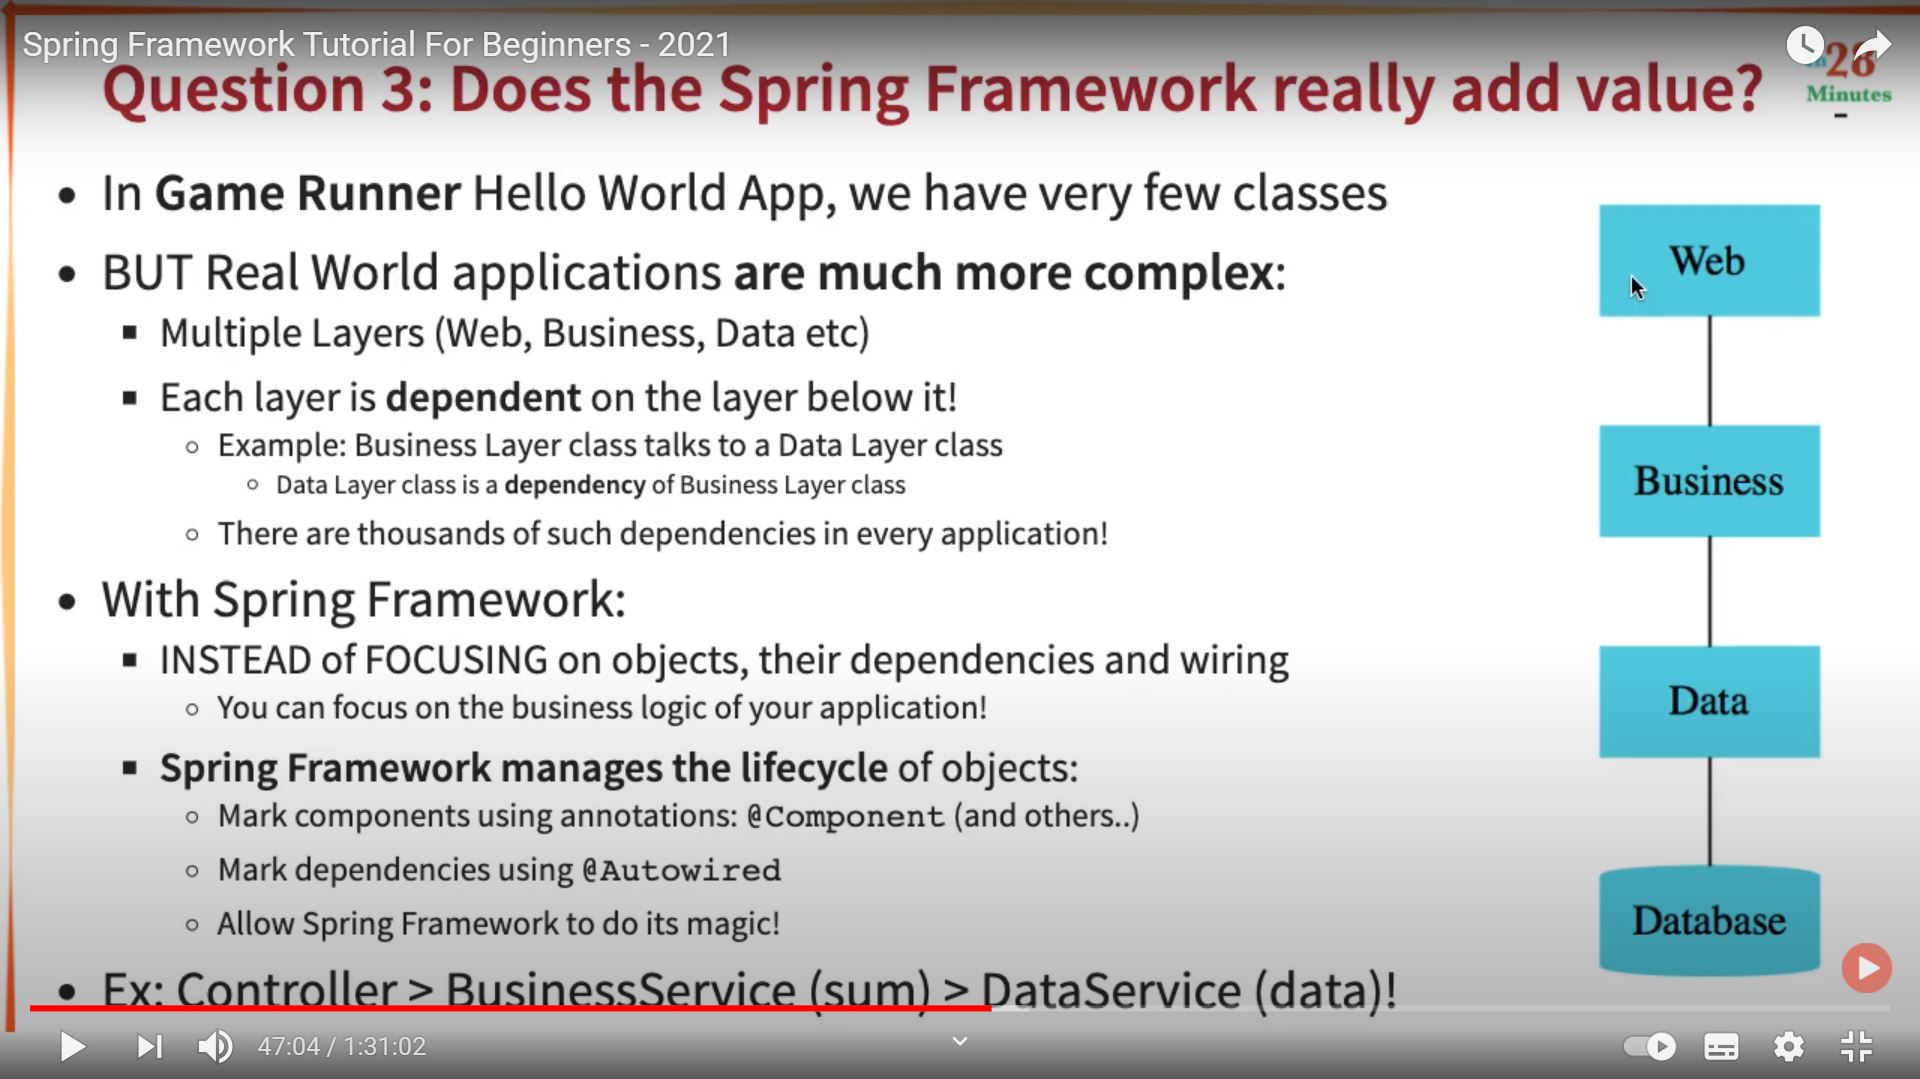 Spring Framework Tutorial For Beginners - 2021
Question 3: Does the Spring Framework really add value?
in28
Minutes
• In Game Runner Hello World App, we have very few classes
• BUT Real World applications are much more complex:
▪ Multiple Layers (Web, Business, Data etc)
▪ Each layer is dependent on the layer below it!
○ Example: Business Layer class talks to a Data Layer class
○ Data Layer class is a dependency of Business Layer class
○ There are thousands of such dependencies in every application!
• With Spring Framework:
▪ INSTEAD of FOCUSING on objects, their dependencies and wiring
○ You can focus on the business logic of your application!
▪ Spring Framework manages the lifecycle of objects:
○ Mark components using annotations: @Component (and others..)
○ Mark dependencies using @Autowired
○ Allow Spring Framework to do its magic!
• Ex: Controller > BusinessService (sum) > DataService (data)!
Web
Business
Data
Database
47:04 / 1:31:02